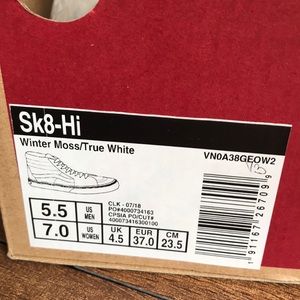 Sk8-Hi
Winter Moss/True White
VN0A38GEOW2
5.5 US MEN
7.0 US WOMEN
CLK - 07/18
PO#4000734163
CPSIA PO/CUT#
400073416300100
UK 4.5
EUR 37.0
CM 23.5